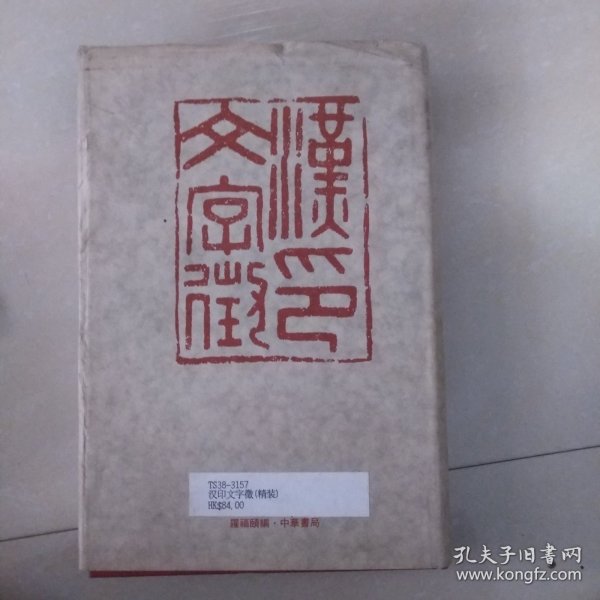 漢印
文字徵
TS38-3157
汉印文字徵(精装)
HK$84.00
羅福頤編·中華書局
孔夫子旧书网
www.kongfz.com